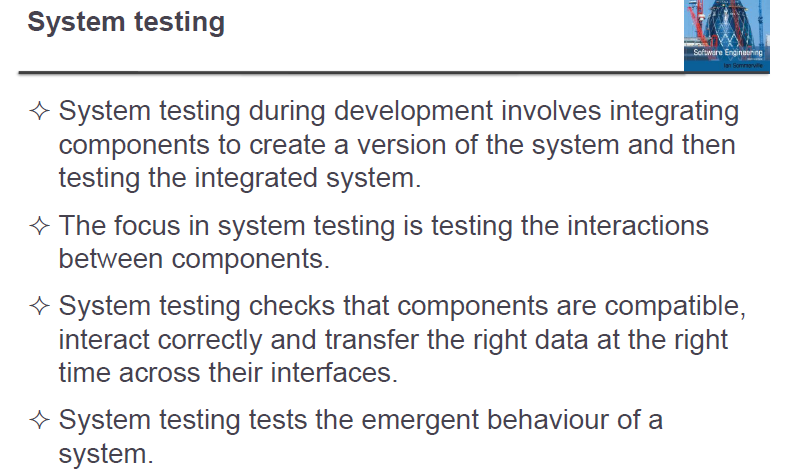 System testing
Software Engineering
Ian Sommerville
✧ System testing during development involves integrating
components to create a version of the system and then
testing the integrated system.
✧ The focus in system testing is testing the interactions
between components.
✧ System testing checks that components are compatible,
interact correctly and transfer the right data at the right
time across their interfaces.
✧ System testing tests the emergent behaviour of a
system.